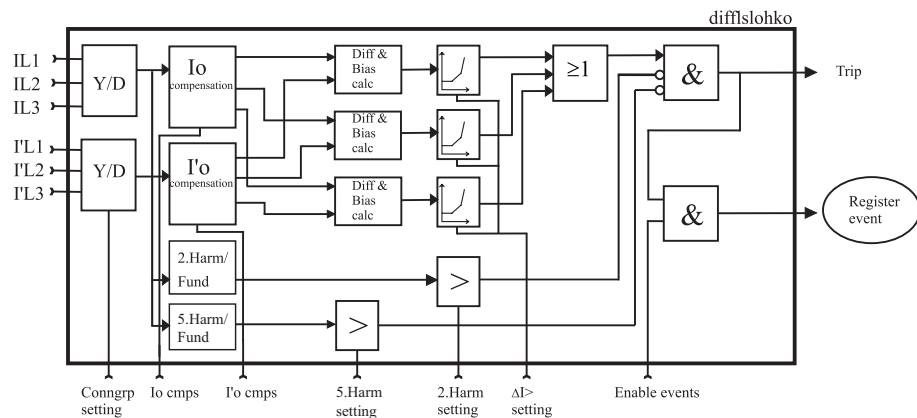 difflslohko
IL1
IL2
IL3
I'L1
I'L2
I'L3
Y/D
Y/D
Io
compensation
I'o
compensation
Diff &
Bias
calc
Diff &
Bias
calc
Diff &
Bias
calc
≥1
&
Trip
&
Register
event
2.Harm/
Fund
5.Harm/
Fund
>
>
Conngrp
setting
Io cmps
I'o cmps
5.Harm
setting
2.Harm
setting
ΔI>
setting
Enable events